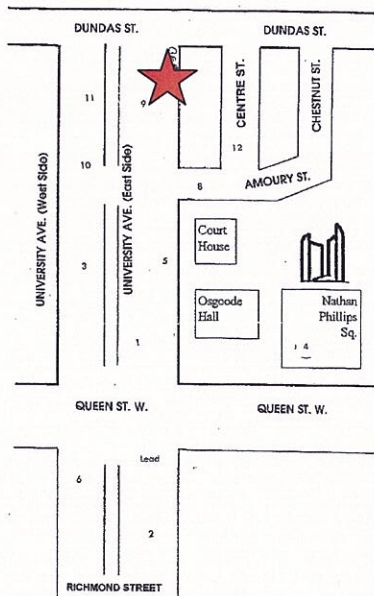 DUNDAS ST.
DUNDAS ST.
11
9
CENTRE ST.
CHESTNUT ST.
12
10
8
AMOURY ST.
UNIVERSITY AVE. (West Side)
UNIVERSITY AVE. (East Side)
3
5
Court
House
Osgoode
Hall
Nathan
Phillips
Sq.
4
1
QUEEN ST. W.
QUEEN ST. W.
Lead
6
2
RICHMOND STREET